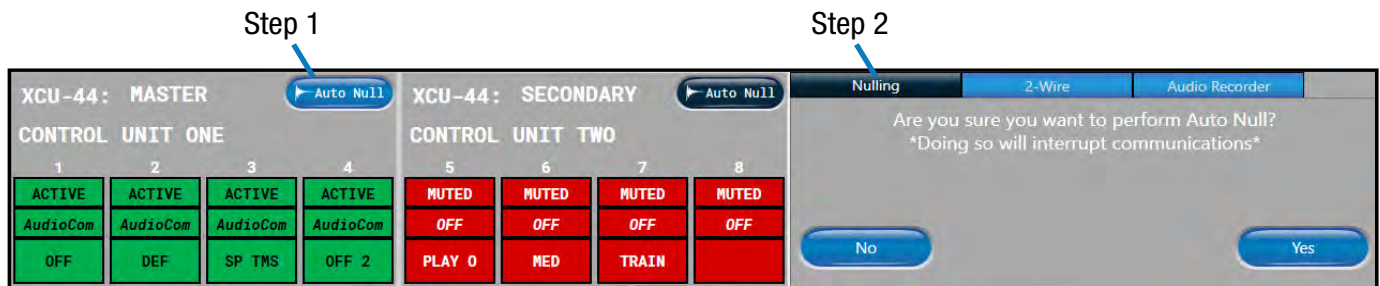 Step 1
Step 2
XCU-44: MASTER
Auto Null
CONTROL UNIT ONE
1 2 3 4
ACTIVE ACTIVE ACTIVE ACTIVE
AudioCom AudioCom AudioCom AudioCom
OFF DEF SP TMS OFF 2
XCU-44: SECONDARY
Auto Null
CONTROL UNIT TWO
5 6 7 8
MUTED MUTED MUTED MUTED
OFF OFF OFF OFF
PLAY O MED TRAIN
Nulling 2-Wire Audio Recorder
Are you sure you want to perform Auto Null?
*Doing so will interrupt communications*
No Yes